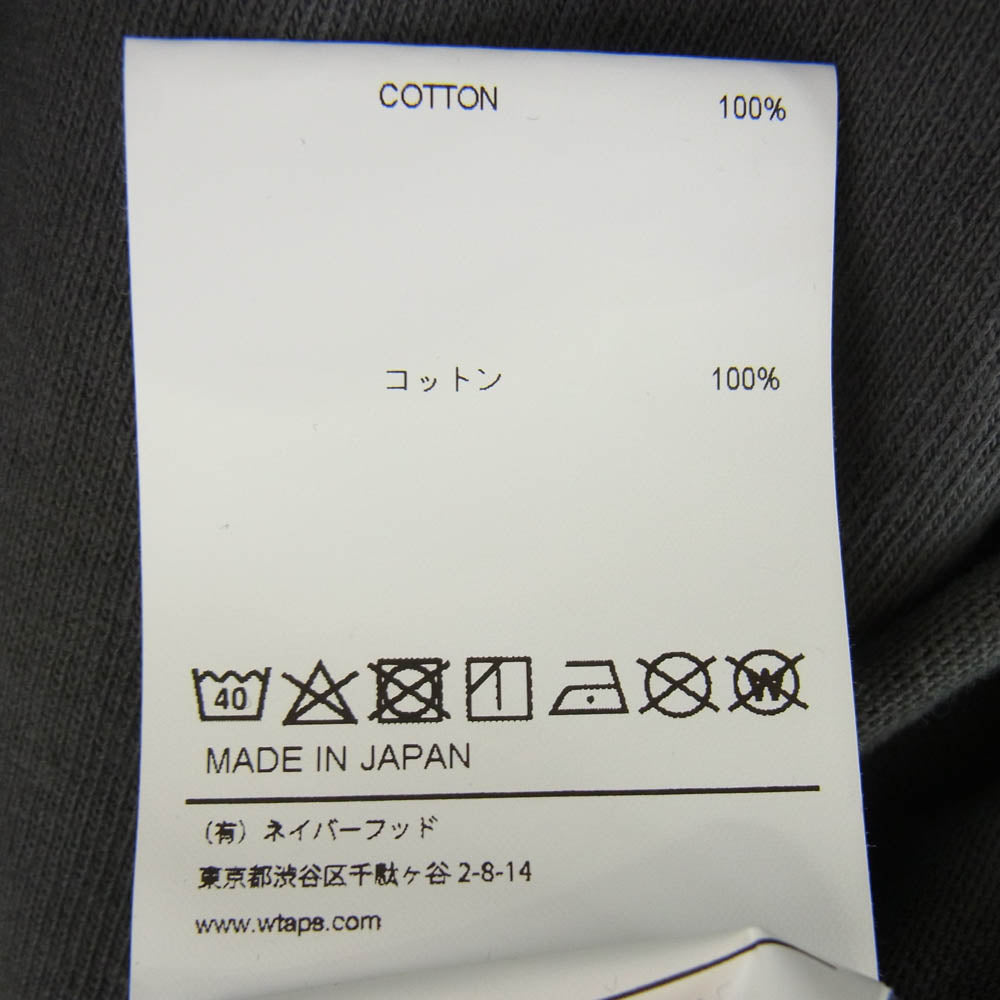 COTTON 100%
コットン 100%
40 W
MADE IN JAPAN
(有) ネイバーフッド
東京都渋谷区千駄ヶ谷 2-8-14
www.wtaps.com